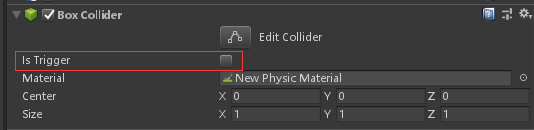 Box Collider
Edit Collider
Is Trigger
Material New Physic Material
Center X 0 Y 0 Z 0
Size X 1 Y 1 Z 1